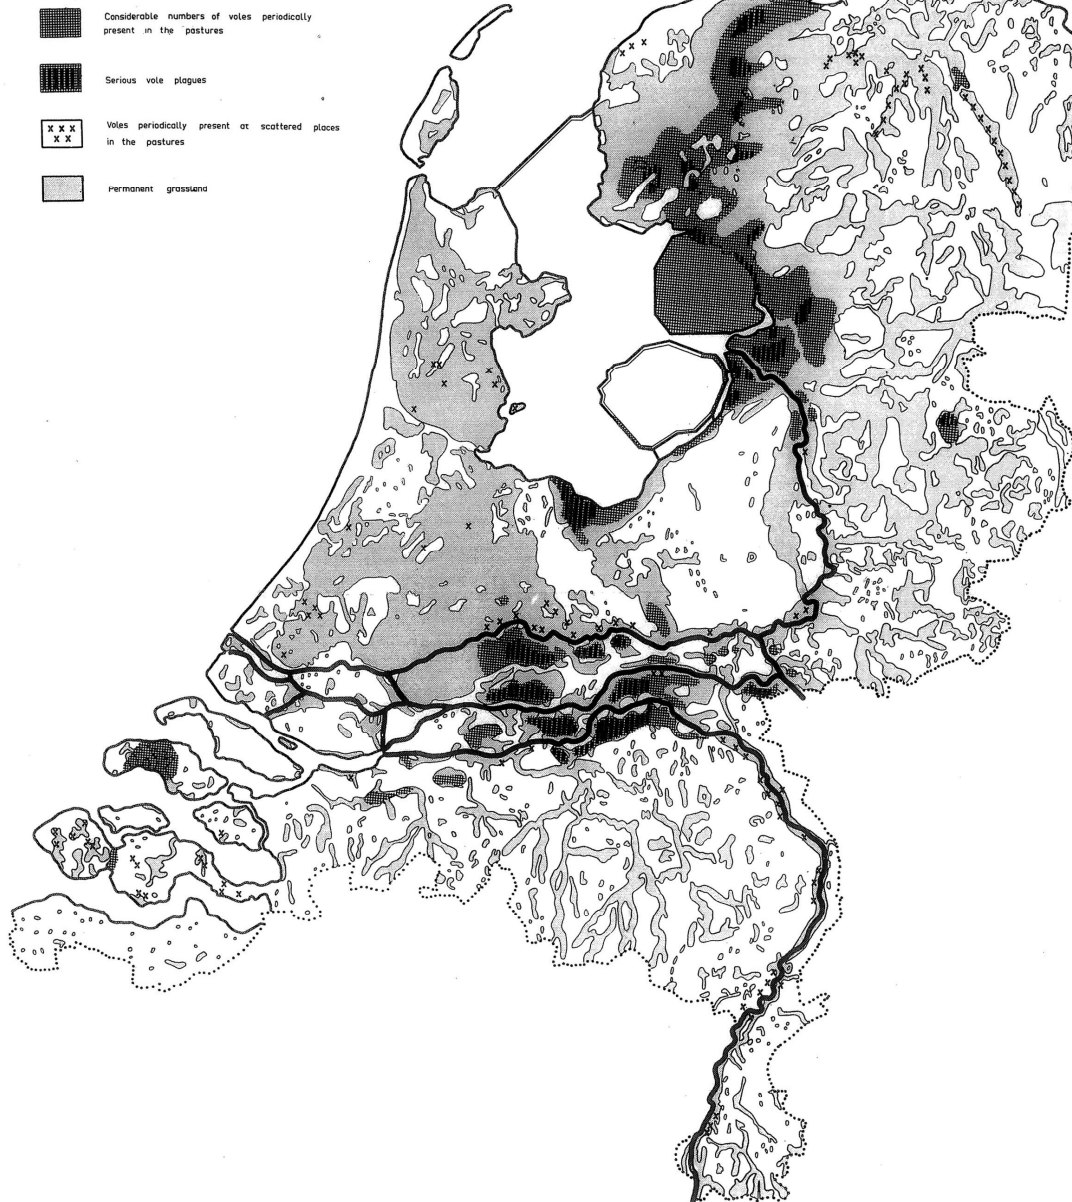 Considerable numbers of voles periodically
present in the pastures
Serious vole plagues
Voles periodically present at scattered places
in the pastures
Permanent grassland